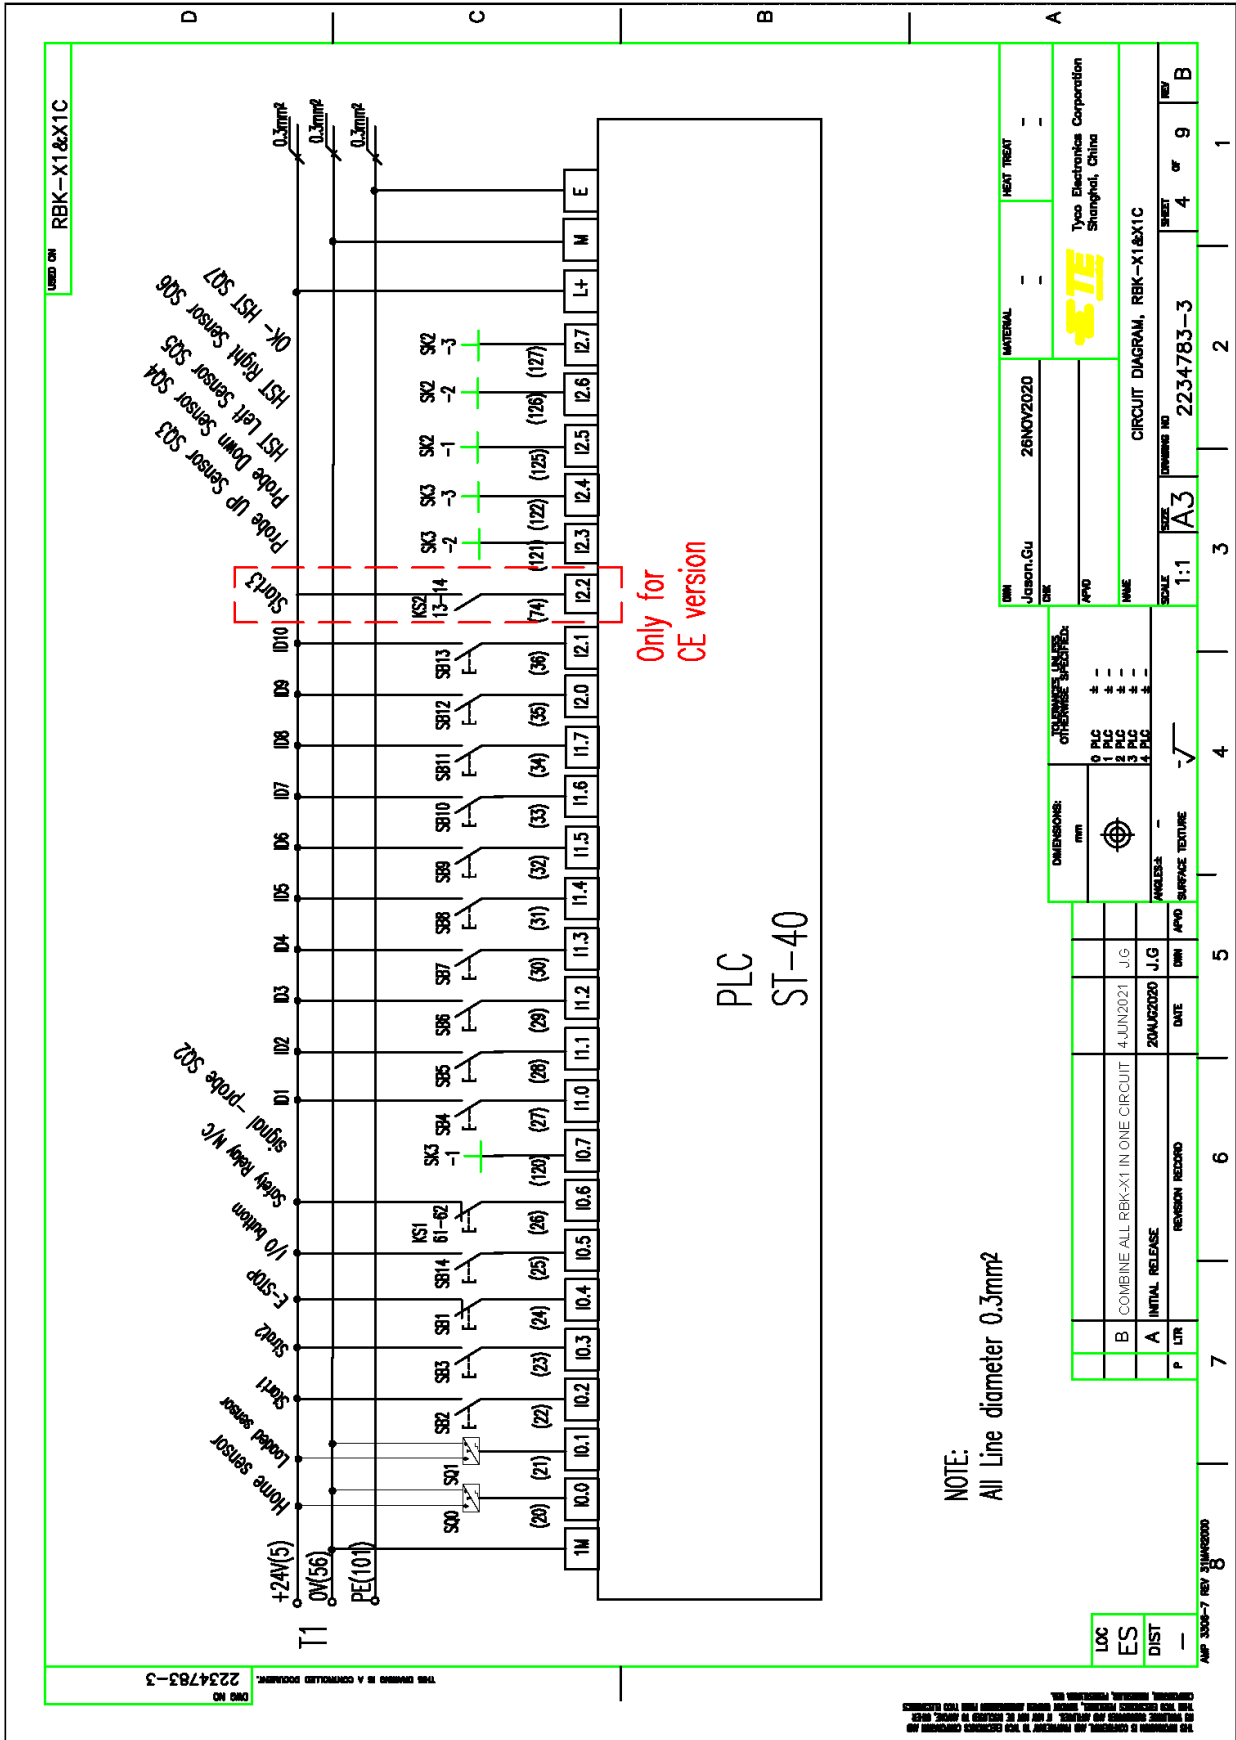 D
C
B
A
USED ON
RBK-X1&X1C
DWG NO
2234783-3
THIS DRAWING IS A CONTROLLED DOCUMENT.
T1
+24V(5)
0V(56)
PE(101)
0.3mm²
0.3mm²
0.3mm²
Home sensor
Loaded sensor
Start1
Strat2
E-STOP
I/O buttom
Safety Relay N/C
signal -probe SQ2
ID1
ID2
ID3
ID4
ID5
ID6
ID7
ID8
ID9
ID10
Start3
Probe UP Sensor SQ3
Probe Down Sensor SQ4
HST Left Sensor SQ5
HST Right Sensor SQ6
OK- HST SQ7
SQ0
SQ1
SB2
SB3
SB1
SB14
KS1
61-62
SK3
-1
SB4
SB5
SB6
SB7
SB8
SB9
SB10
SB11
SB12
SB13
KS2
13-14
SK3
-2
SK3
-3
SK2
-1
SK2
-2
SK2
-3
(20)
(21)
(22)
(23)
(24)
(25)
(26)
(120)
(27)
(28)
(29)
(30)
(31)
(32)
(33)
(34)
(35)
(36)
(74)
(121)
(122)
(125)
(126)
(127)
1M
I0.0
I0.1
I0.2
I0.3
I0.4
I0.5
I0.6
I0.7
I1.0
I1.1
I1.2
I1.3
I1.4
I1.5
I1.6
I1.7
I2.0
I2.1
I2.2
I2.3
I2.4
I2.5
I2.6
I2.7
L+
M
E
Only for
CE version
PLC
ST-40
NOTE:
All Line diameter 0.3mm²
LOC
ES
DIST
-
AMP 3306-7 REV 31MAR2000
B COMBINE ALL RBK-X1 IN ONE CIRCUIT 4JUN2021 J.G
A INITIAL RELEASE 20AUG2020 J.G
P LTR REVISION RECORD DATE DWN APVD
DIMENSIONS:
mm
TOLERANCES UNLESS
OTHERWISE SPECIFIED:
0 PLC ± -
1 PLC ± -
2 PLC ± -
3 PLC ± -
4 PLC ± -
ANGLES± -
SURFACE TEXTURE
√
DWN
Jason.Gu 26NOV2020
CHK
APVD
MATERIAL
-
-
HEAT TREAT
-
-
TE
Tyco Electronics Corporation
Shanghai, China
NAME
CIRCUIT DIAGRAM, RBK-X1&X1C
SCALE
1:1
SIZE
A3
DRAWING NO
2234783-3
SHEET
4 OF 9
REV
B
8
7
6
5
4
3
2
1